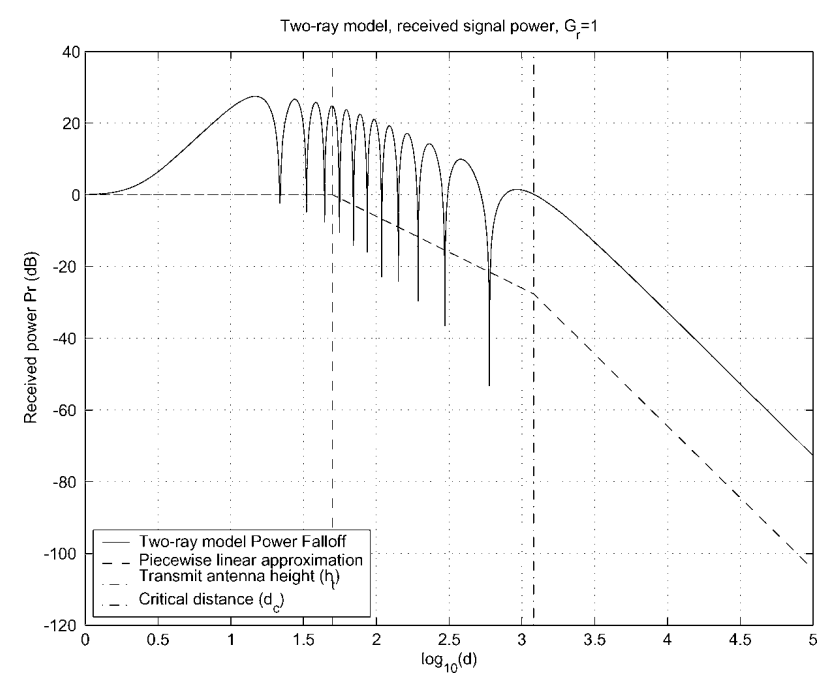 Two-ray model, received signal power, G_r=1
40
20
0
-20
-40
-60
-80
-100
-120
Received power Pr (dB)
Two-ray model Power Falloff
Piecewise linear approximation
Transmit antenna height (h_t)
Critical distance (d_c)
0 0.5 1 1.5 2 2.5 3 3.5 4 4.5 5
log_10(d)